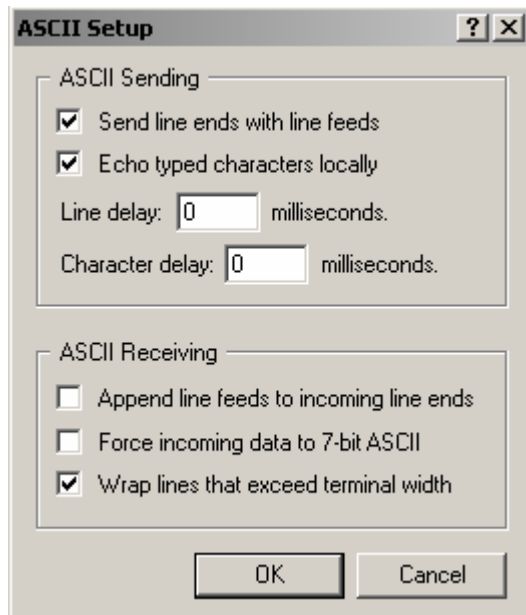 ASCII Setup
ASCII Sending
Send line ends with line feeds
Echo typed characters locally
Line delay: 0 milliseconds.
Character delay: 0 milliseconds.
ASCII Receiving
Append line feeds to incoming line ends
Force incoming data to 7-bit ASCII
Wrap lines that exceed terminal width
OK Cancel